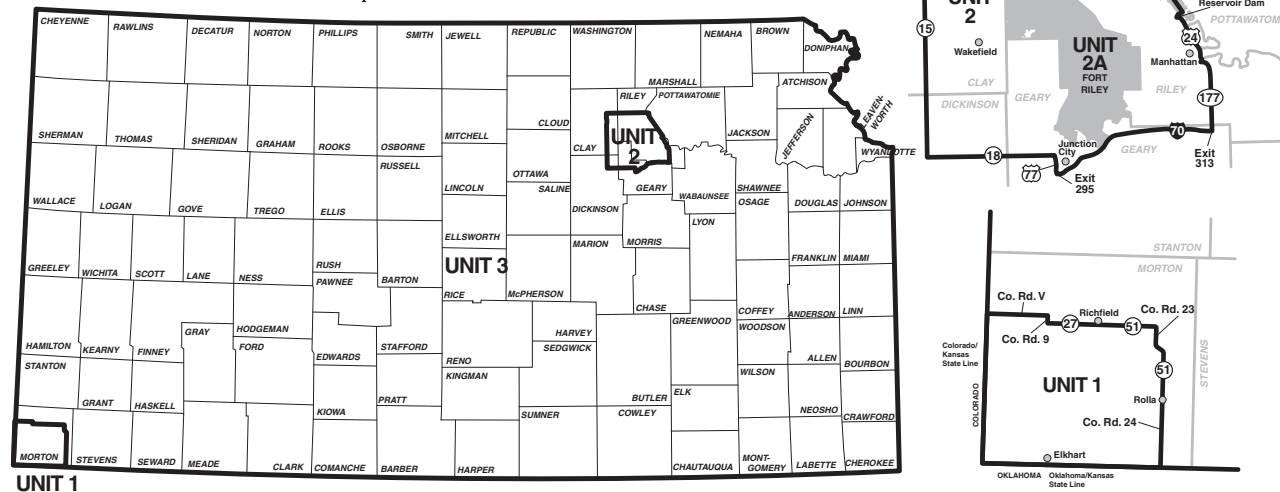 CHEYENNE
RAWLINS
DECATUR
NORTON
PHILLIPS
SMITH
JEWELL
REPUBLIC
WASHINGTON
NEMAHA
BROWN
DONIPHAN
MARSHALL
ATCHISON
RILEY
POTTAWATOMIE
LEAVEN-
WORTH
SHERMAN
THOMAS
SHERIDAN
GRAHAM
ROOKS
OSBORNE
MITCHELL
CLOUD
CLAY
UNIT
2
JACKSON
JEFFERSON
WYANDOTTE
RUSSELL
LINCOLN
OTTAWA
SALINE
GEARY
WABAUNSEE
SHAWNEE
OSAGE
DOUGLAS
JOHNSON
WALLACE
LOGAN
GOVE
TREGO
ELLIS
DICKINSON
LYON
ELLSWORTH
MARION
MORRIS
GREELEY
WICHITA
SCOTT
LANE
NESS
RUSH
PAWNEE
BARTON
UNIT 3
RICE
McPHERSON
CHASE
FRANKLIN
MIAMI
COFFEY
ANDERSON
LINN
GREENWOOD
WOODSON
HAMILTON
KEARNY
FINNEY
GRAY
HODGEMAN
FORD
EDWARDS
STAFFORD
RENO
KINGMAN
HARVEY
SEDGWICK
ALLEN
BOURBON
STANTON
GRANT
HASKELL
KIOWA
PRATT
SUMNER
BUTLER
COWLEY
ELK
WILSON
NEOSHO
CRAWFORD
MORTON
STEVENS
SEWARD
MEADE
CLARK
COMANCHE
BARBER
HARPER
CHAUTAUQUA
MONT-
GOMERY
LABETTE
CHEROKEE
UNIT 1
UNIT
2
15
Wakefield
CLAY
DICKINSON
GEARY
UNIT
2A
FORT
RILEY
Reservoir Dam
POTTAWATOM
24
Manhattan
RILEY
177
70
Junction
City
GEARY
18
77
Exit
295
Exit
313
STANTON
MORTON
Co. Rd. V
Richfield
Co. Rd. 23
27
51
Co. Rd. 9
Colorado/
Kansas
State Line
STEVENS
51
UNIT 1
Rolla
COLORADO
Co. Rd. 24
Elkhart
OKLAHOMA
Oklahoma/Kansas
State Line